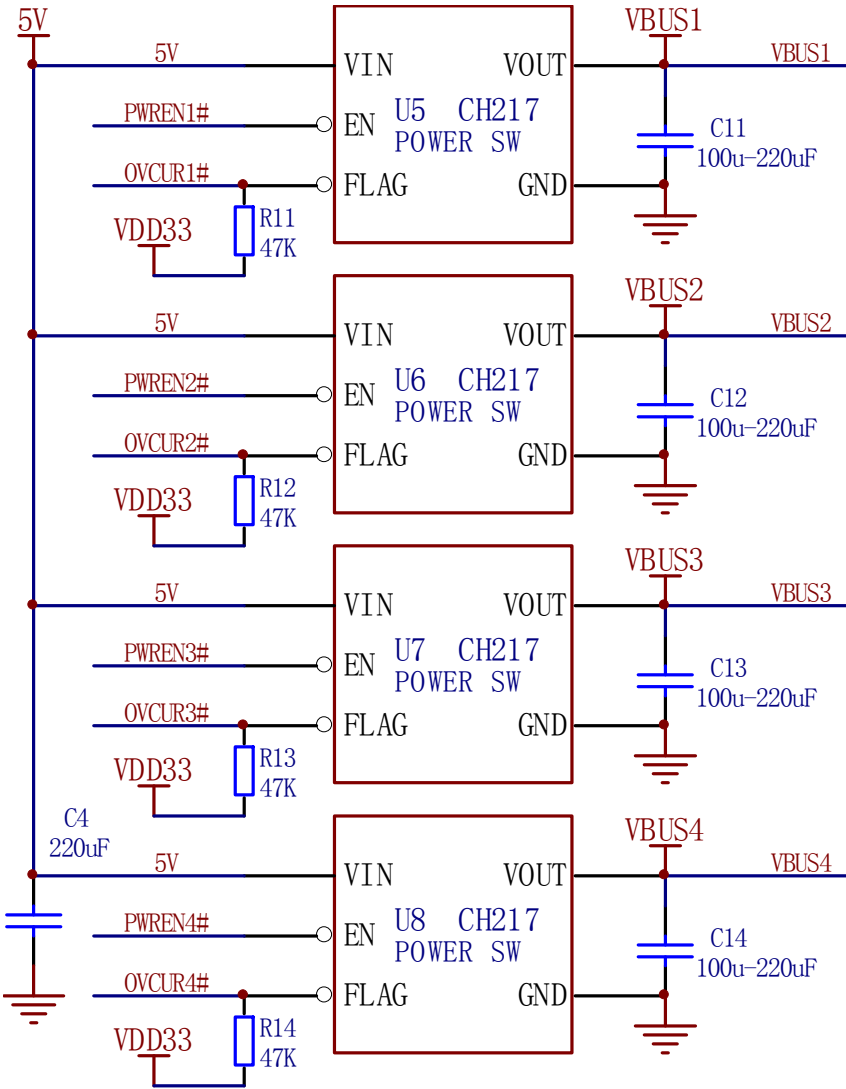 5V
VBUS1
5V
VIN
VOUT
VBUS1
PWREN1#
EN
U5 CH217
POWER SW
C11
100u-220uF
OVCUR1#
FLAG
GND
VDD33
R11
47K
VBUS2
5V
VIN
VOUT
VBUS2
PWREN2#
EN
U6 CH217
POWER SW
C12
100u-220uF
OVCUR2#
FLAG
GND
VDD33
R12
47K
VBUS3
5V
VIN
VOUT
VBUS3
PWREN3#
EN
U7 CH217
POWER SW
C13
100u-220uF
OVCUR3#
FLAG
GND
VDD33
R13
47K
C4
220uF
VBUS4
5V
VIN
VOUT
VBUS4
PWREN4#
EN
U8 CH217
POWER SW
C14
100u-220uF
OVCUR4#
FLAG
GND
VDD33
R14
47K